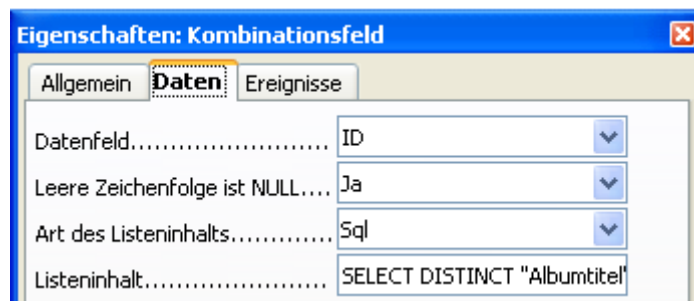 Eigenschaften: Kombinationsfeld
Allgemein Daten Ereignisse
Datenfeld.......................... ID
Leere Zeichenfolge ist NULL.... Ja
Art des Listeninhalts............. Sql
Listeninhalt........................ SELECT DISTINCT "Albumtitel"